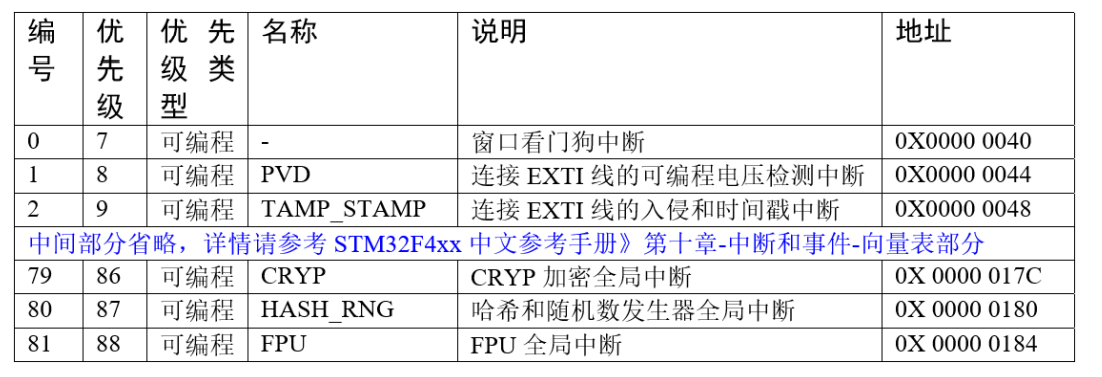 编号 优先级 优先级类型 名称 说明 地址
0 7 可编程 - 窗口看门狗中断 0X0000 0040
1 8 可编程 PVD 连接 EXTI 线的可编程电压检测中断 0X0000 0044
2 9 可编程 TAMP_STAMP 连接 EXTI 线的入侵和时间戳中断 0X0000 0048
中间部分省略，详情请参考 STM32F4xx 中文参考手册》第十章-中断和事件-向量表部分
79 86 可编程 CRYP CRYP 加密全局中断 0X 0000 017C
80 87 可编程 HASH_RNG 哈希和随机数发生器全局中断 0X 0000 0180
81 88 可编程 FPU FPU 全局中断 0X 0000 0184